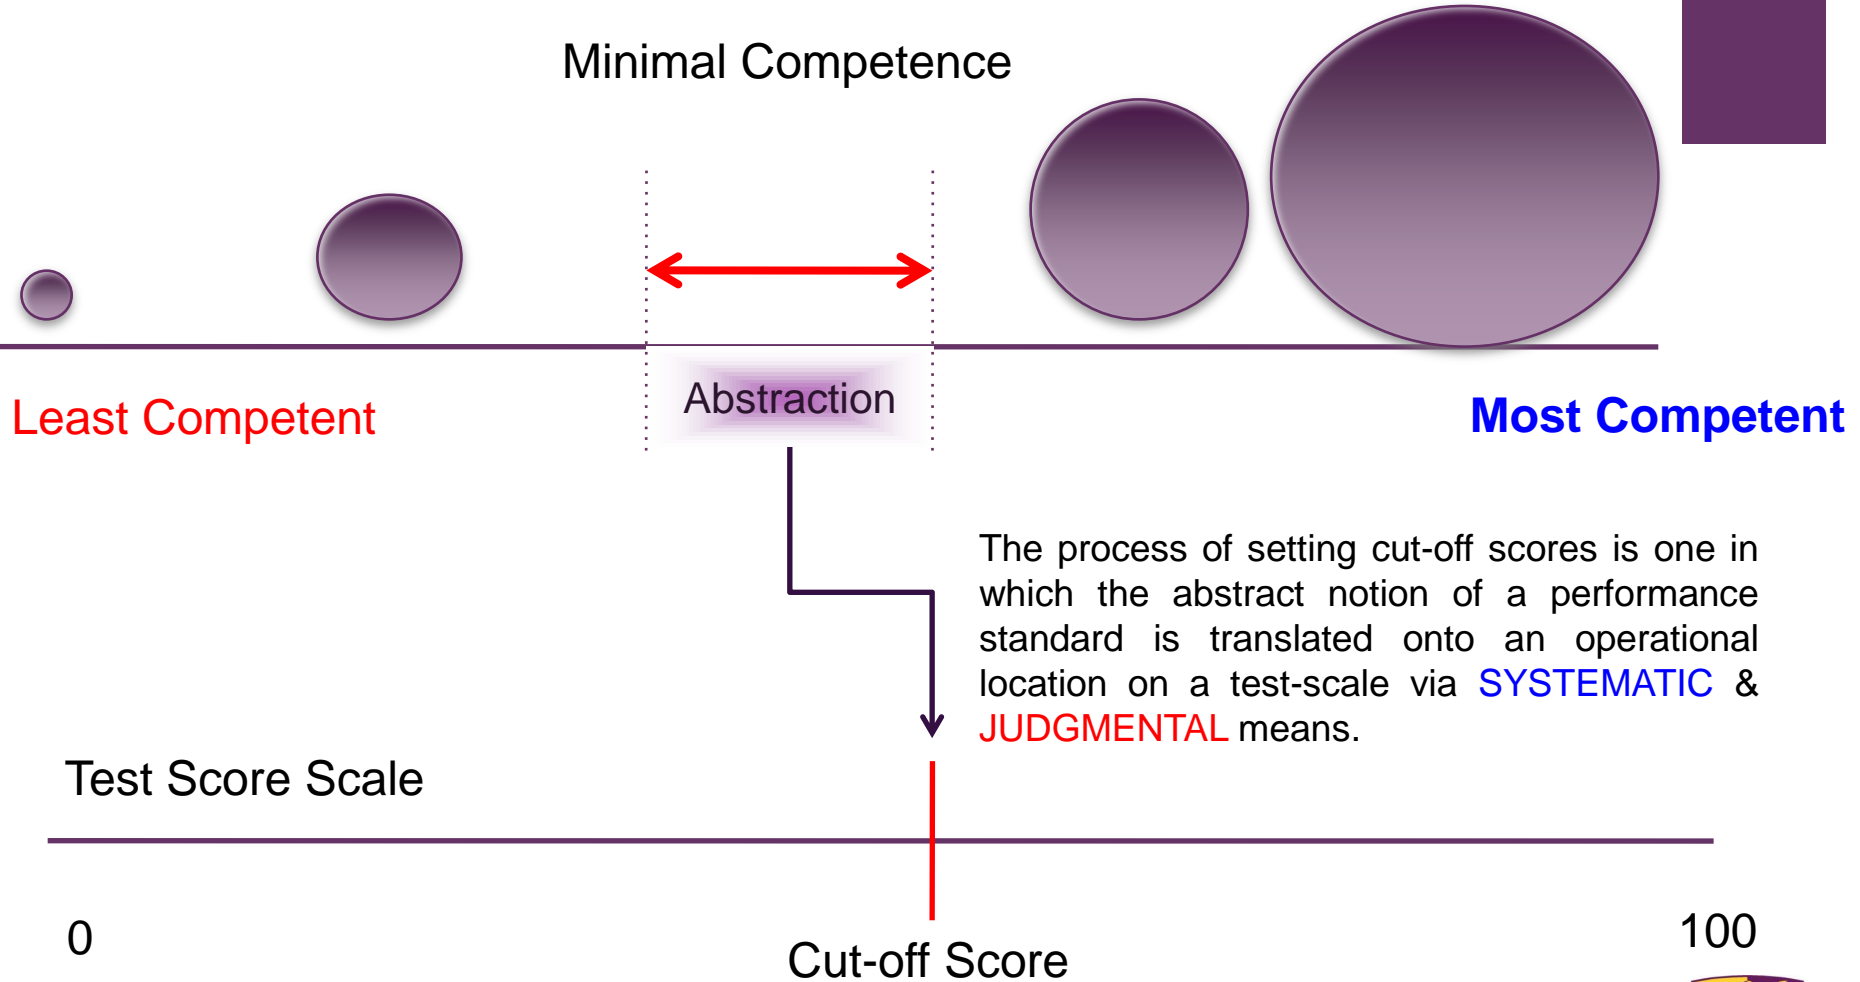 Minimal Competence
Abstraction
Least Competent
Most Competent
The process of setting cut-off scores is one in
which the abstract notion of a performance
standard is translated onto an operational
location on a test-scale via SYSTEMATIC &
JUDGMENTAL means.
Test Score Scale
0
100
Cut-off Score